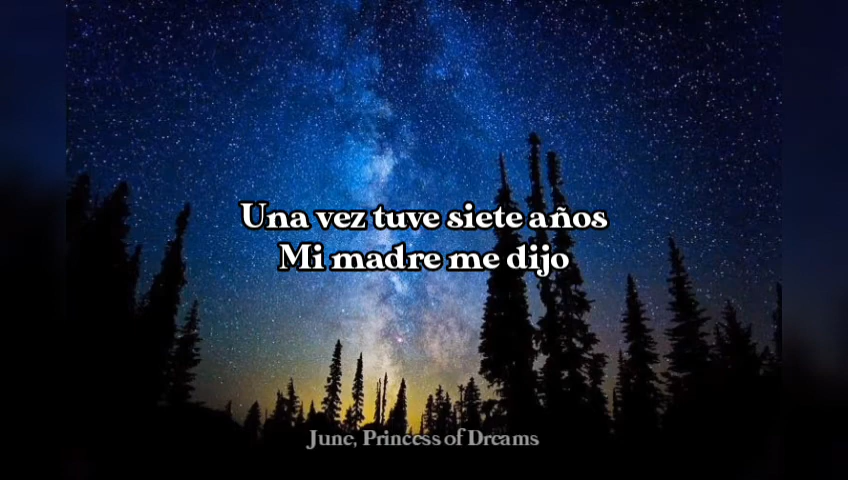 Una vez tuve siete años
Mi madre me dijo
June, Princess of Dreams